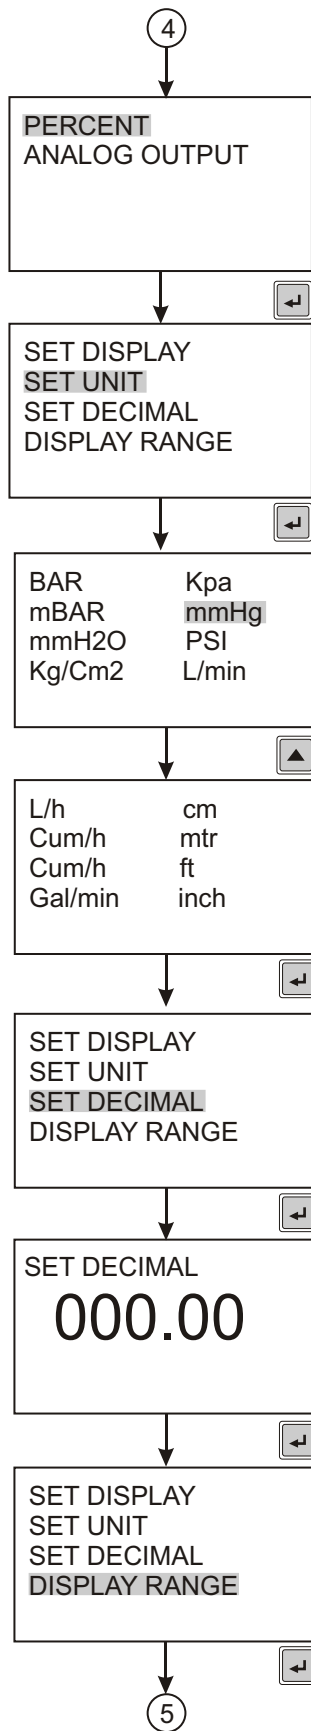 4
PERCENT
ANALOG OUTPUT
SET DISPLAY
SET UNIT
SET DECIMAL
DISPLAY RANGE
BAR Kpa
mBAR mmHg
mmH2O PSI
Kg/Cm2 L/min
L/h cm
Cum/h mtr
Cum/h ft
Gal/min inch
SET DISPLAY
SET UNIT
SET DECIMAL
DISPLAY RANGE
SET DECIMAL
000.00
SET DISPLAY
SET UNIT
SET DECIMAL
DISPLAY RANGE
5